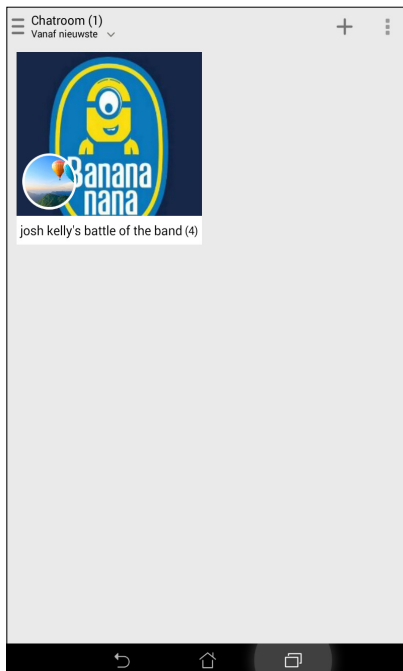 Chatroom (1)
Vanaf nieuwste
Banana
nana
josh kelly's battle of the band (4)